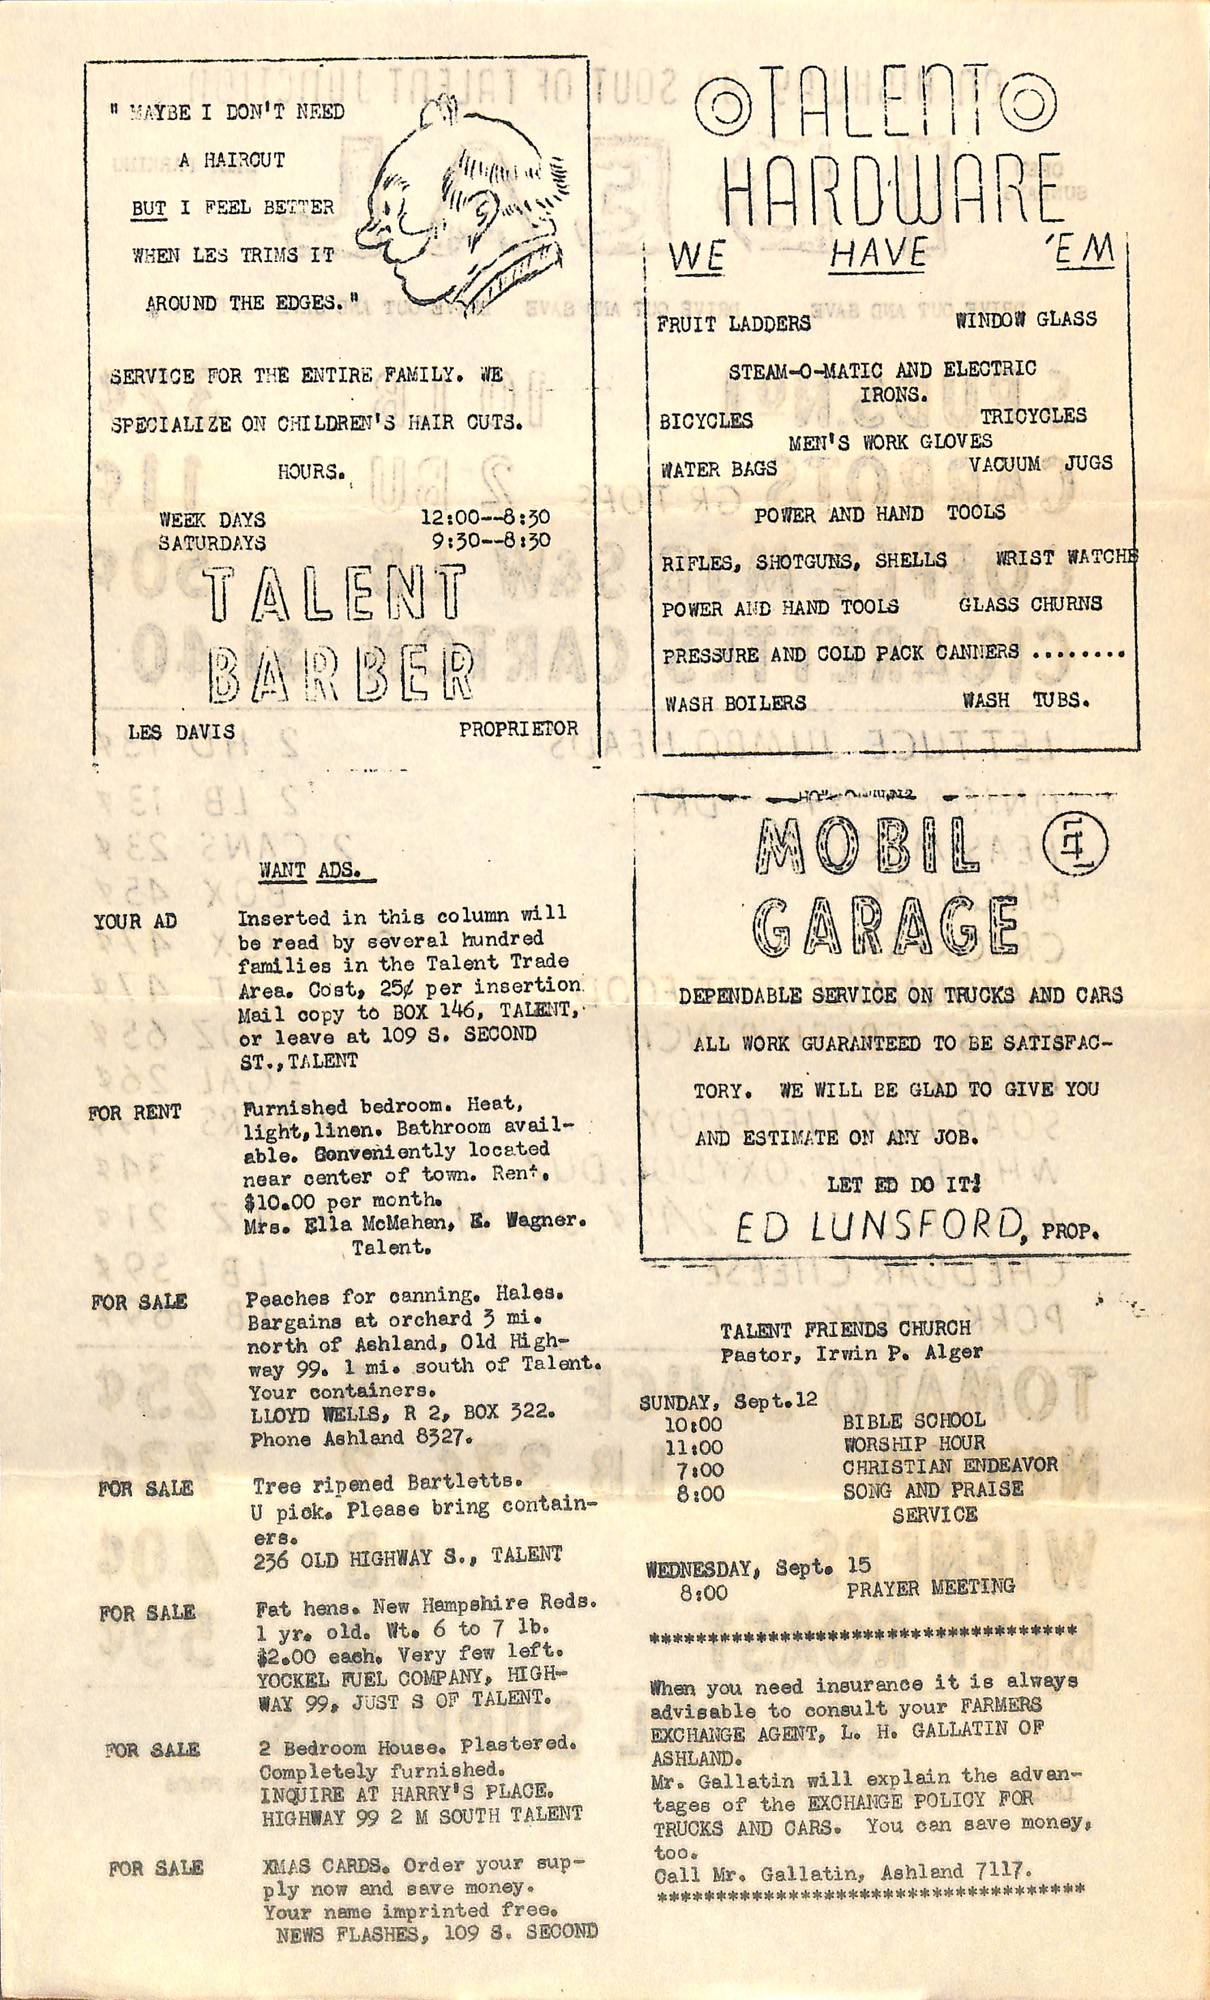 " MAYBE I DON'T NEED
A HAIRCUT
BUT I FEEL BETTER
WHEN LES TRIMS IT
AROUND THE EDGES."
SERVICE FOR THE ENTIRE FAMILY. WE
SPECIALIZE ON CHILDREN'S HAIR CUTS.
HOURS.
WEEK DAYS 12:00--8:30
SATURDAYS 9:30--8:30
TALENT
BARBER
LES DAVIS PROPRIETOR
WANT ADS.
YOUR AD Inserted in this column will
be read by several hundred
families in the Talent Trade
Area. Cost, 25¢ per insertion
Mail copy to BOX 146, TALENT,
or leave at 109 S. SECOND
ST., TALENT
FOR RENT Furnished bedroom. Heat,
light, linen. Bathroom avail-
able. Conveniently located
near center of town. Rent.
$10.00 per month.
Mrs. Ella McMahan, E. Wagner.
Talent.
FOR SALE Peaches for canning. Hales.
Bargains at orchard 3 mi.
north of Ashland, Old High-
way 99. 1 mi. south of Talent.
Your containers.
LLOYD WELLS, R 2, BOX 322.
Phone Ashland 8327.
FOR SALE Tree ripened Bartletts.
U pick. Please bring contain-
ers.
236 OLD HIGHWAY S., TALENT
FOR SALE Fat hens. New Hampshire Reds.
1 yr. old. Wt. 6 to 7 lb.
$2.00 each. Very few left.
YOCKEL FUEL COMPANY, HIGH-
WAY 99, JUST S OF TALENT.
FOR SALE 2 Bedroom House. Plastered.
Completely furnished.
INQUIRE AT HARRY'S PLACE.
HIGHWAY 99 2 M SOUTH TALENT
FOR SALE XMAS CARDS. Order your sup-
ply now and save money.
Your name imprinted free.
NEWS FLASHES, 109 S. SECOND
TALENT
HARDWARE
WE HAVE 'EM
FRUIT LADDERS WINDOW GLASS
STEAM-O-MATIC AND ELECTRIC
IRONS.
BICYCLES TRICYCLES
MEN'S WORK GLOVES
WATER BAGS VACUUM JUGS
POWER AND HAND TOOLS
RIFLES, SHOTGUNS, SHELLS WRIST WATCHE
POWER AND HAND TOOLS GLASS CHURNS
PRESSURE AND COLD PACK CANNERS ........
WASH BOILERS WASH TUBS.
MOBIL
GARAGE
DEPENDABLE SERVICE ON TRUCKS AND CARS
ALL WORK GUARANTEED TO BE SATISFAC-
TORY. WE WILL BE GLAD TO GIVE YOU
AND ESTIMATE ON ANY JOB.
LET ED DO IT!
ED LUNSFORD, PROP.
TALENT FRIENDS CHURCH
Pastor, Irwin P. Alger
SUNDAY, Sept.12
10:00 BIBLE SCHOOL
11:00 WORSHIP HOUR
7:00 CHRISTIAN ENDEAVOR
8:00 SONG AND PRAISE
SERVICE
WEDNESDAY, Sept. 15
8:00 PRAYER MEETING
************************************
When you need insurance it is always
advisable to consult your FARMERS
EXCHANGE AGENT, L. H. GALLATIN OF
ASHLAND.
Mr. Gallatin will explain the advan-
tages of the EXCHANGE POLICY FOR
TRUCKS AND CARS. You can save money,
too.
Call Mr. Gallatin, Ashland 7117.
************************************